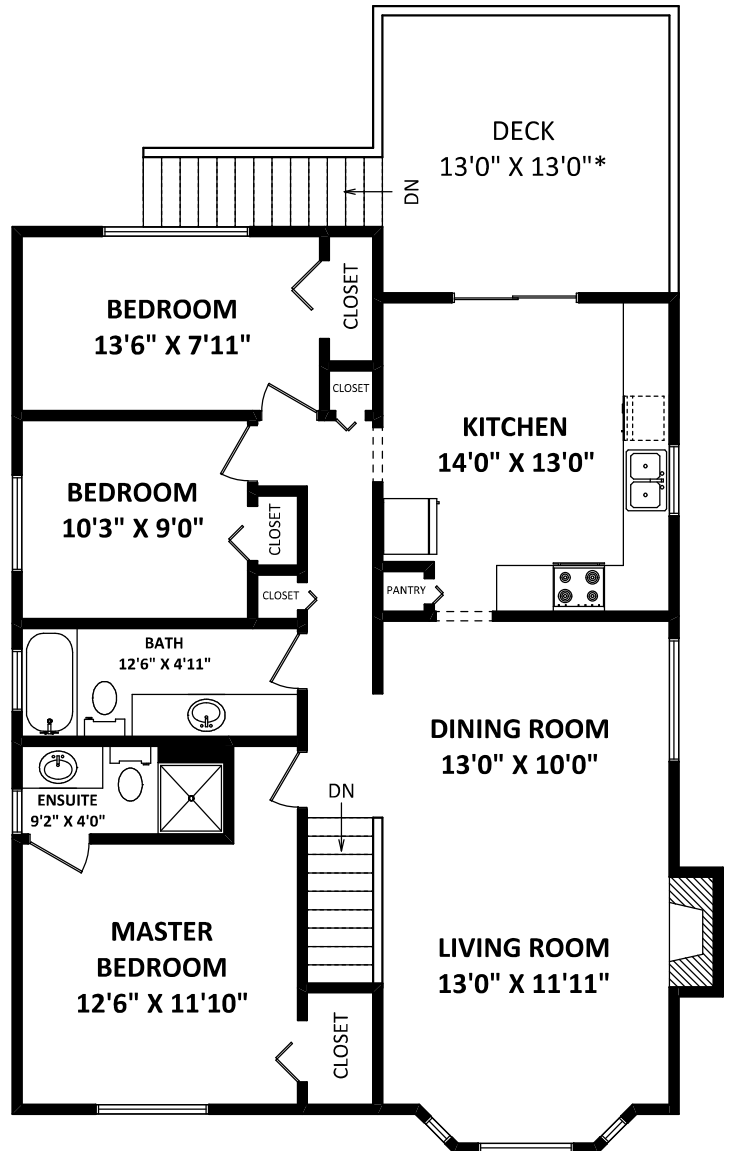 DECK
13'0" X 13'0"*
DN
BEDROOM
13'6" X 7'11"
CLOSET
CLOSET
KITCHEN
14'0" X 13'0"
BEDROOM
10'3" X 9'0"
CLOSET
CLOSET
PANTRY
BATH
12'6" X 4'11"
DINING ROOM
13'0" X 10'0"
ENSUITE
9'2" X 4'0"
DN
MASTER
BEDROOM
12'6" X 11'10"
LIVING ROOM
13'0" X 11'11"
CLOSET